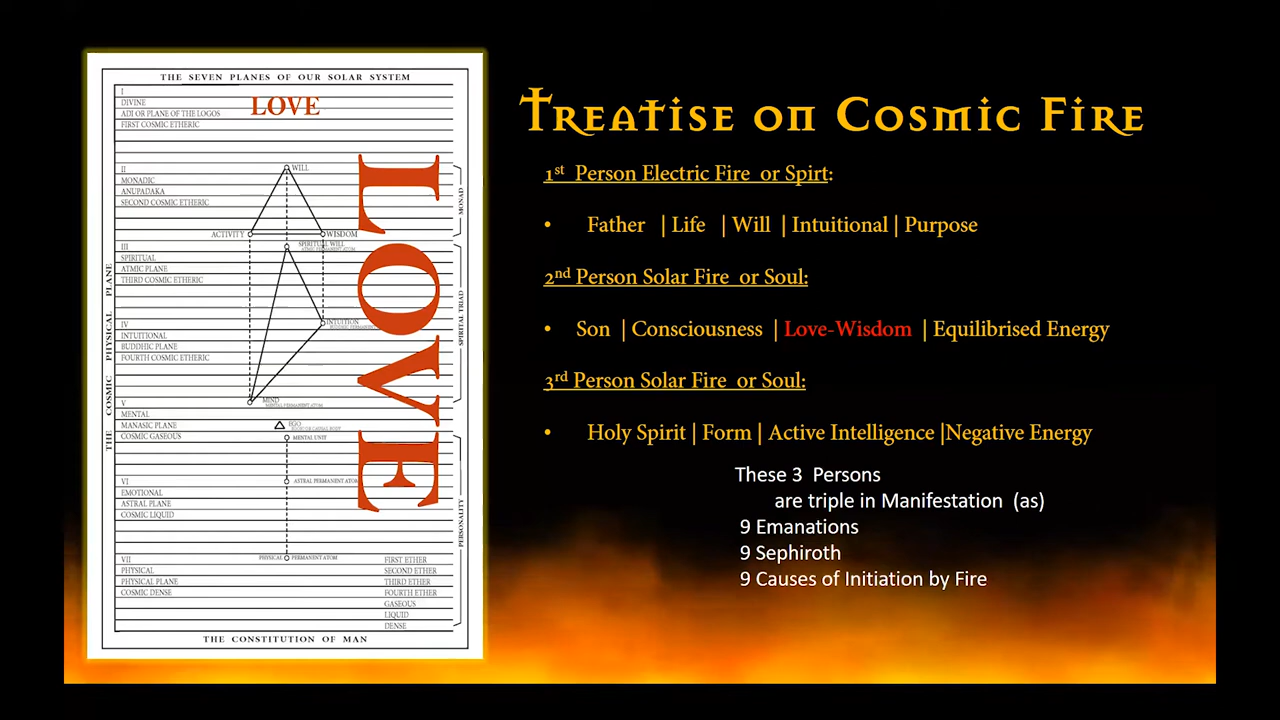 THE SEVEN PLANES OF OUR SOLAR SYSTEM
I
DIVINE
ADI OR PLANE OF THE LOGOS
FIRST COSMIC ETHERIC
LOVE
II
MONADIC
ANUPADAKA
SECOND COSMIC ETHERIC
WILL
ACTIVITY
WISDOM
MONAD
III
SPIRITUAL
ATMIC PLANE
THIRD COSMIC ETHERIC
SPIRITUAL WILL
ATMIC PERMANENT ATOM
IV
INTUITIONAL
BUDDHIC PLANE
FOURTH COSMIC ETHERIC
INTUITION
BUDDHIC PERMANENT
SPIRITAL TRIAD
V
MENTAL
MANASIC PLANE
COSMIC GASEOUS
MIND
MENTAL PERMANENT ATOM
EGO
MENTAL UNIT
VI
EMOTIONAL
ASTRAL PLANE
COSMIC LIQUID
ASTRAL PERMANENT ATOM
PERSONALITY
VII
PHYSICAL
PHYSICAL PLANE
COSMIC DENSE
PHYSICAL PERMANENT ATOM
FIRST ETHER
SECOND ETHER
THIRD ETHER
FOURTH ETHER
GASEOUS
LIQUID
DENSE
THE COSMIC PHYSICAL PLANE
LOVE
THE CONSTITUTION OF MAN
Treatise on Cosmic Fire
1st Person Electric Fire or Spirt:
• Father | Life | Will | Intuitional | Purpose
2nd Person Solar Fire or Soul:
• Son | Consciousness | Love-Wisdom | Equilibrised Energy
3rd Person Solar Fire or Soul:
• Holy Spirit | Form | Active Intelligence |Negative Energy
These 3 Persons
are triple in Manifestation (as)
9 Emanations
9 Sephiroth
9 Causes of Initiation by Fire